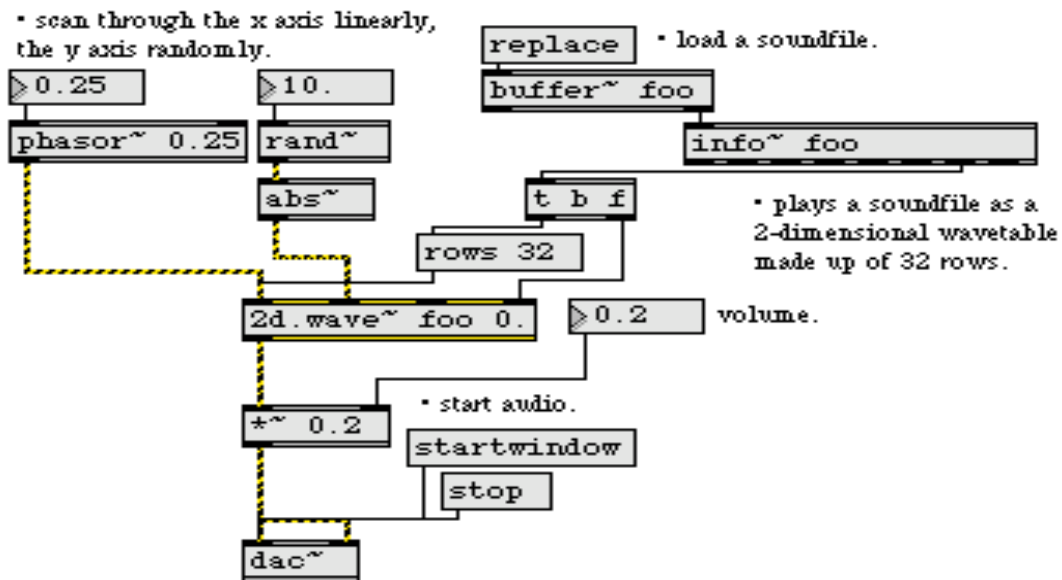 • scan through the x axis linearly,
the y axis randomly.
replace
• load a soundfile.
0.25
10.
buffer~ foo
phasor~ 0.25
rand~
info~ foo
abs~
t b f
• plays a soundfile as a
2-dimensional wavetable
made up of 32 rows.
rows 32
2d.wave~ foo 0.
0.2
volume.
*~ 0.2
• start audio.
startwindow
stop
dac~